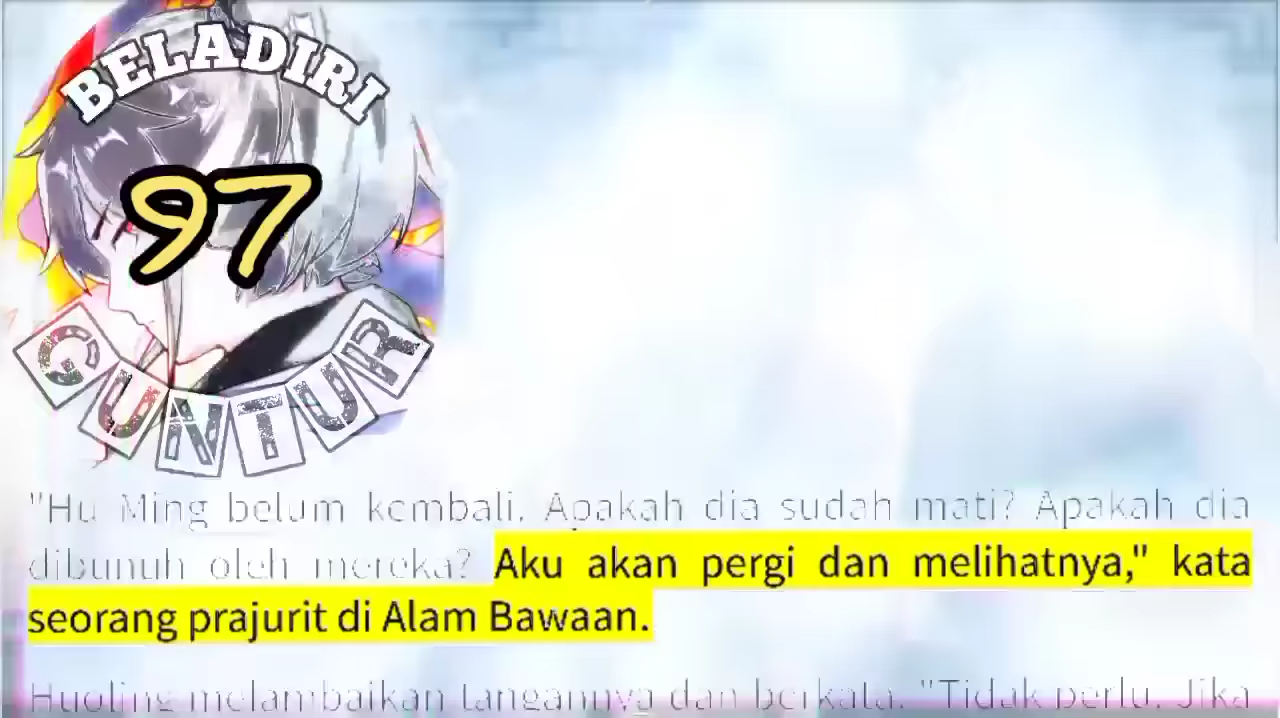 BELADIRI
97
GUNTUR
"Hu Ming belum kembali. Apakah dia sudah mati? Apakah dia
dibunuh oleh mereka? Aku akan pergi dan melihatnya," kata
seorang prajurit di Alam Bawaan.
Huoling melambaikan tangannya dan berkata. "Tidak perlu. Jika